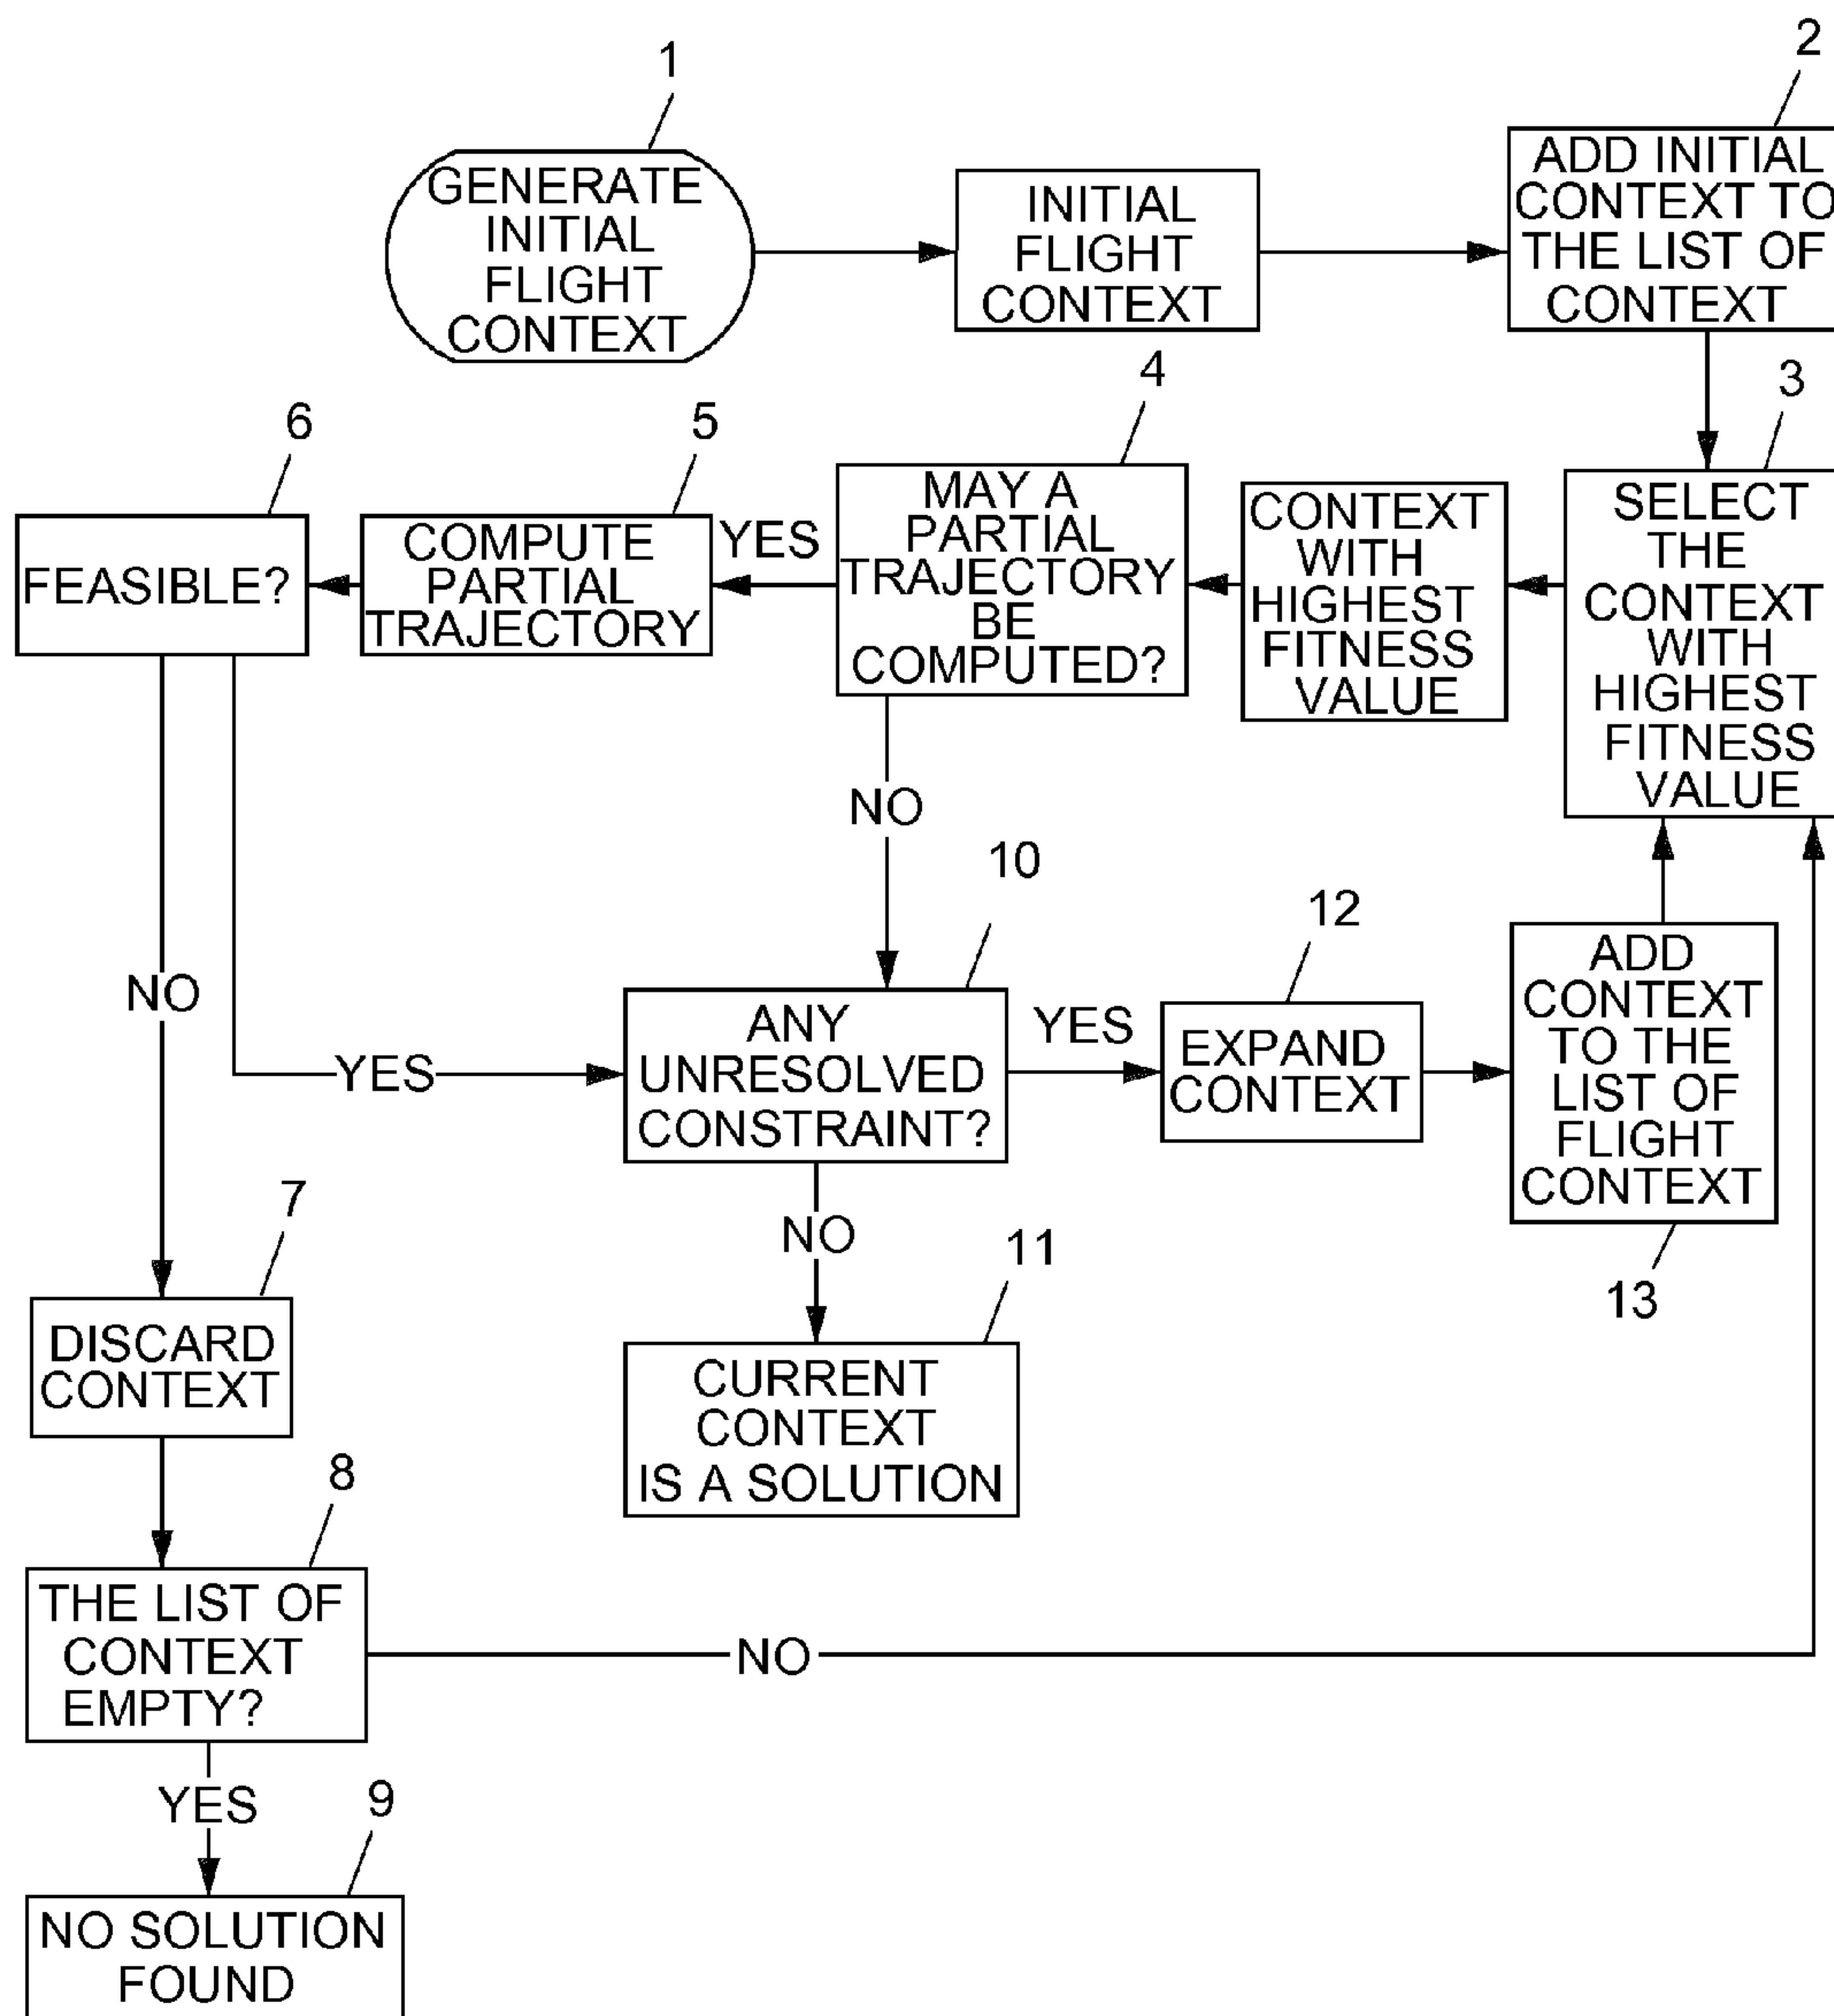 1
GENERATE
INITIAL
FLIGHT
CONTEXT
INITIAL
FLIGHT
CONTEXT
2
ADD INITIAL
CONTEXT TO
THE LIST OF
CONTEXT
3
SELECT
THE
CONTEXT
WITH
HIGHEST
FITNESS
VALUE
CONTEXT
WITH
HIGHEST
FITNESS
VALUE
4
MAY A
PARTIAL
TRAJECTORY
BE
COMPUTED?
YES
5
COMPUTE
PARTIAL
TRAJECTORY
6
FEASIBLE?
NO
NO
YES
10
ANY
UNRESOLVED
CONSTRAINT?
YES
12
EXPAND
CONTEXT
ADD
CONTEXT
TO THE
LIST OF
FLIGHT
CONTEXT
13
NO
11
CURRENT
CONTEXT
IS A SOLUTION
7
DISCARD
CONTEXT
8
THE LIST OF
CONTEXT
EMPTY?
NO
YES
9
NO SOLUTION
FOUND